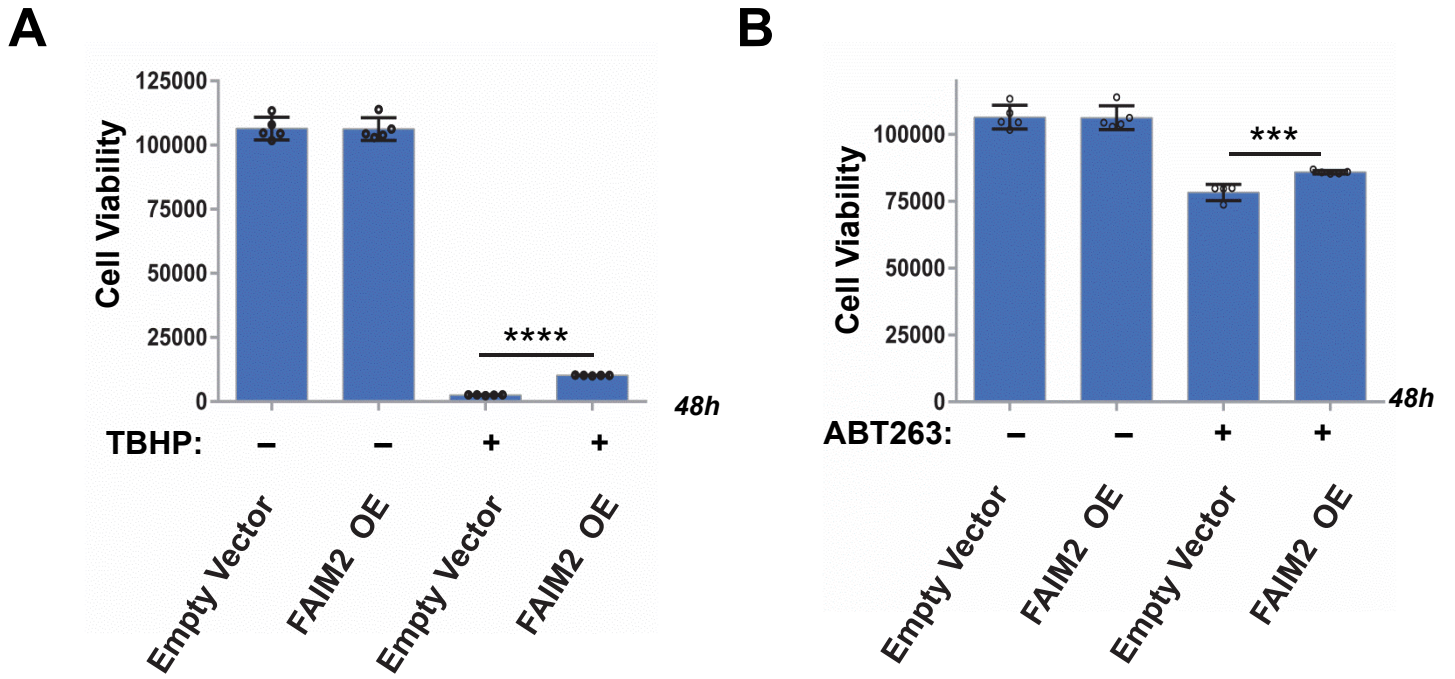 A
B
125000
100000
75000
50000
25000
0
Cell Viability
****
48h
TBHP: – – + +
Empty Vector
FAIM2 OE
Empty Vector
FAIM2 OE
100000
75000
50000
25000
0
Cell Viability
***
48h
ABT263: – – + +
Empty Vector
FAIM2 OE
Empty Vector
FAIM2 OE